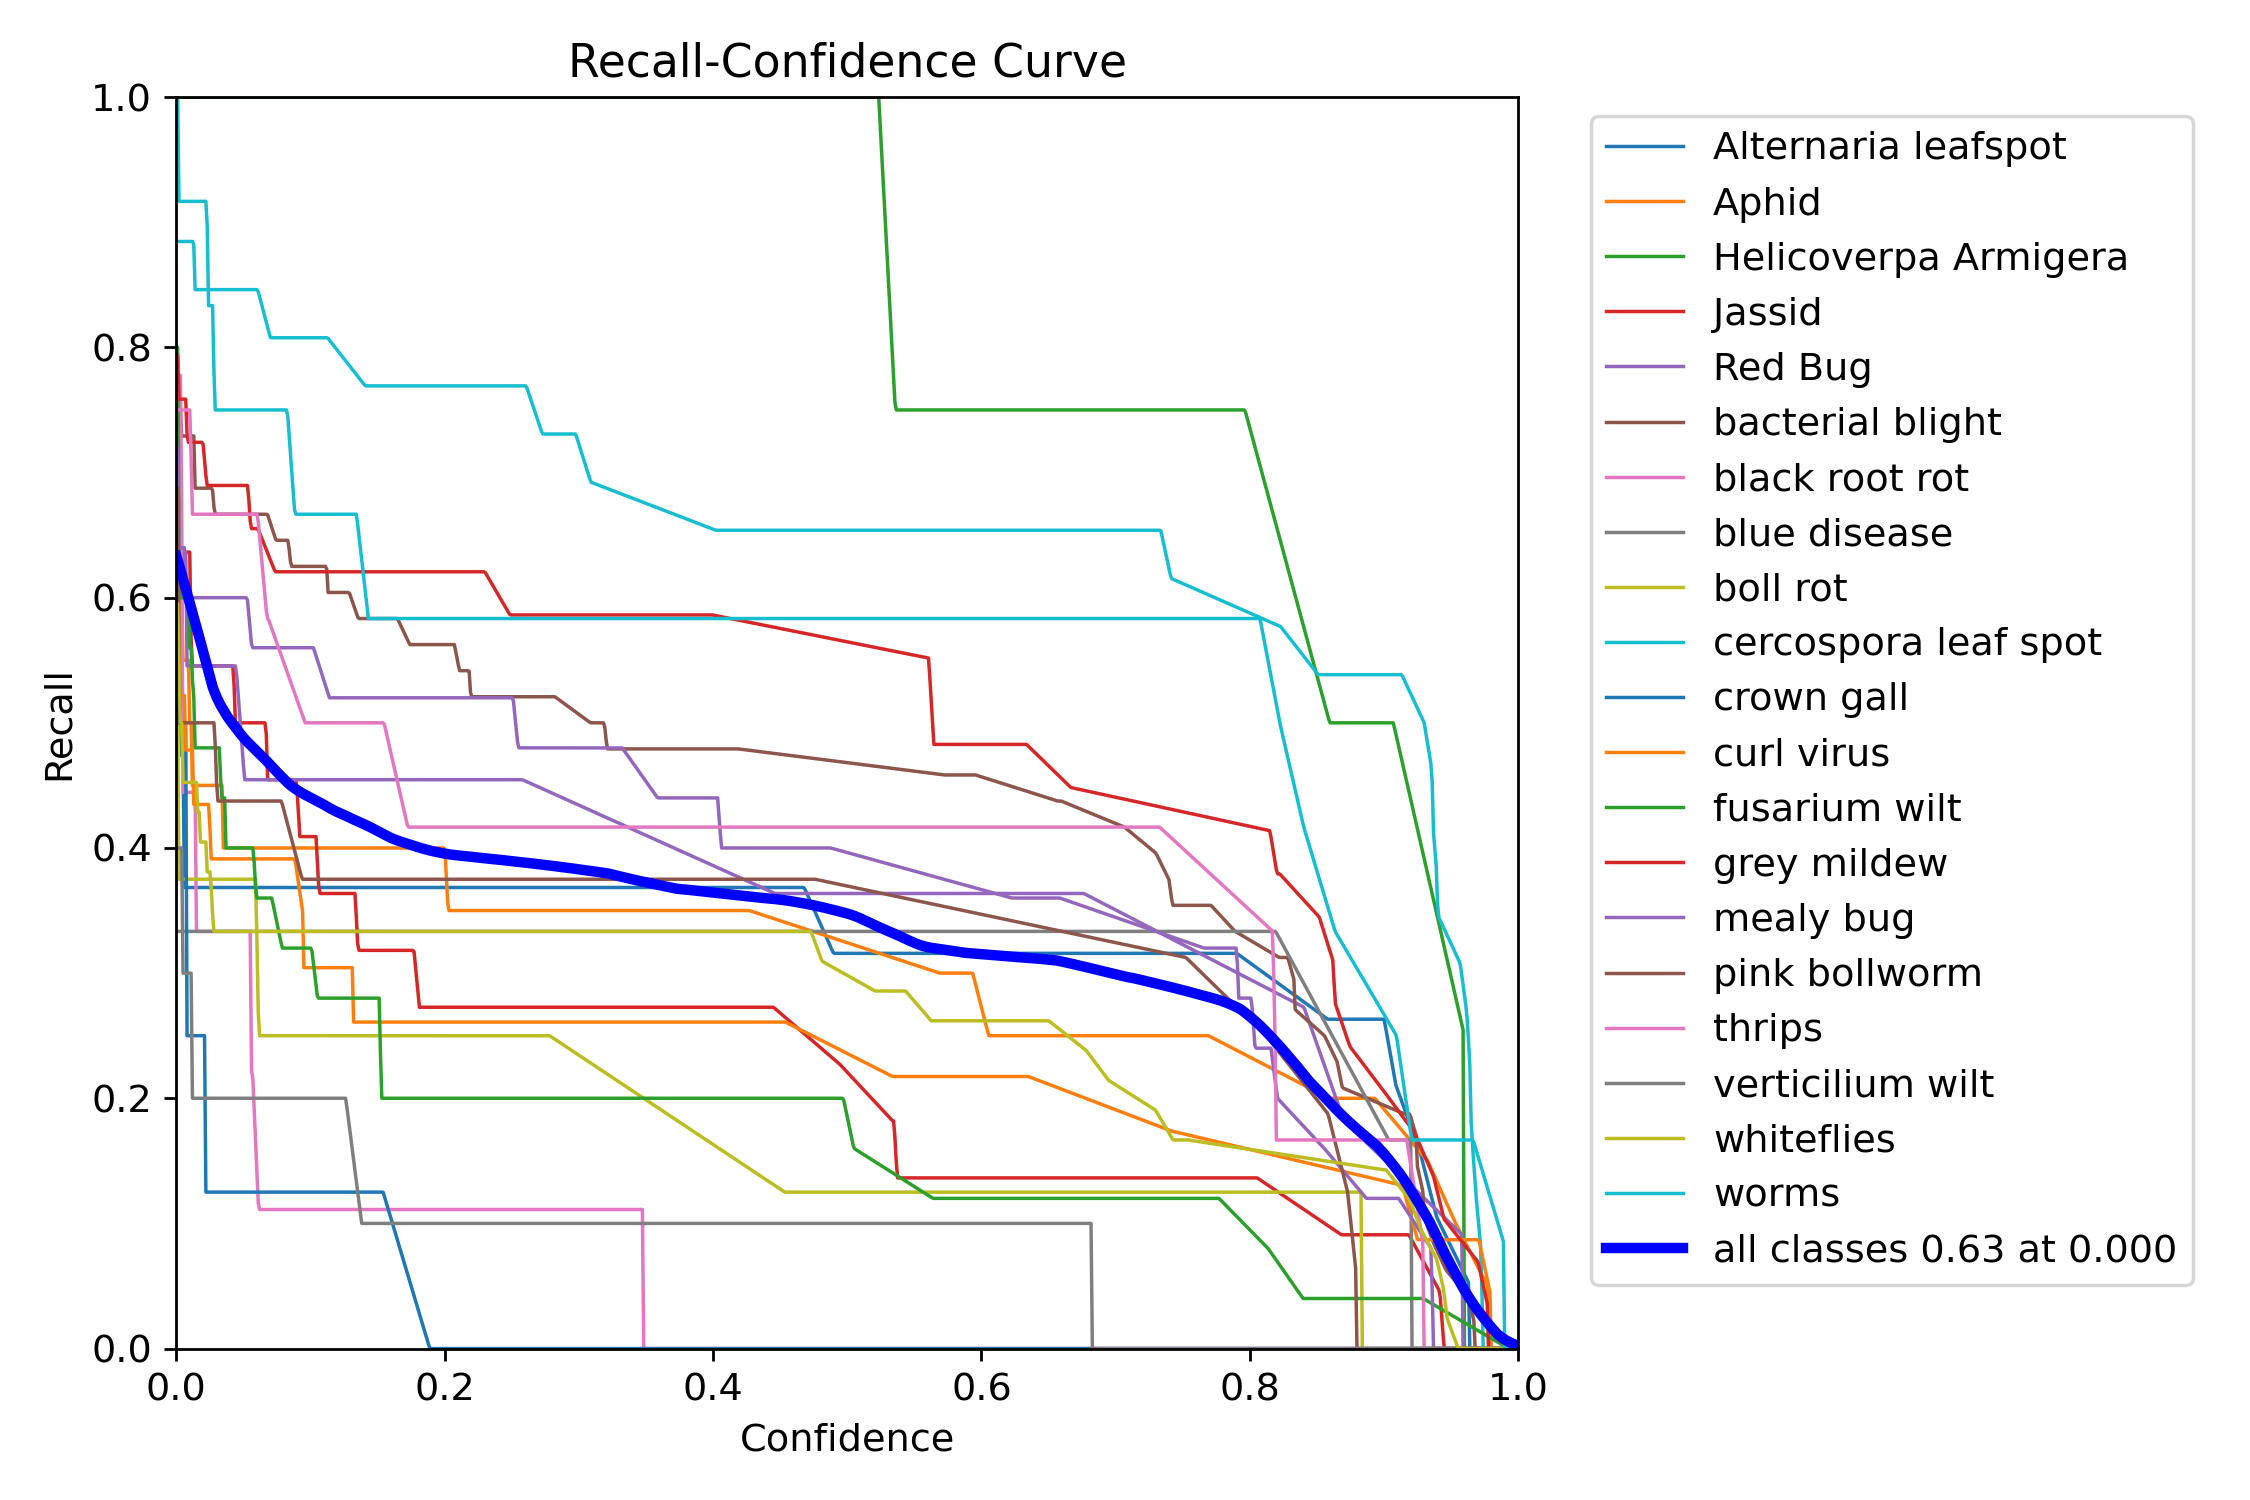 Recall-Confidence Curve
1.0
0.8
0.6
0.4
0.2
0.0
Recall
0.0 0.2 0.4 0.6 0.8 1.0
Confidence
Alternaria leafspot
Aphid
Helicoverpa Armigera
Jassid
Red Bug
bacterial blight
black root rot
blue disease
boll rot
cercospora leaf spot
crown gall
curl virus
fusarium wilt
grey mildew
mealy bug
pink bollworm
thrips
verticilium wilt
whiteflies
worms
all classes 0.63 at 0.000